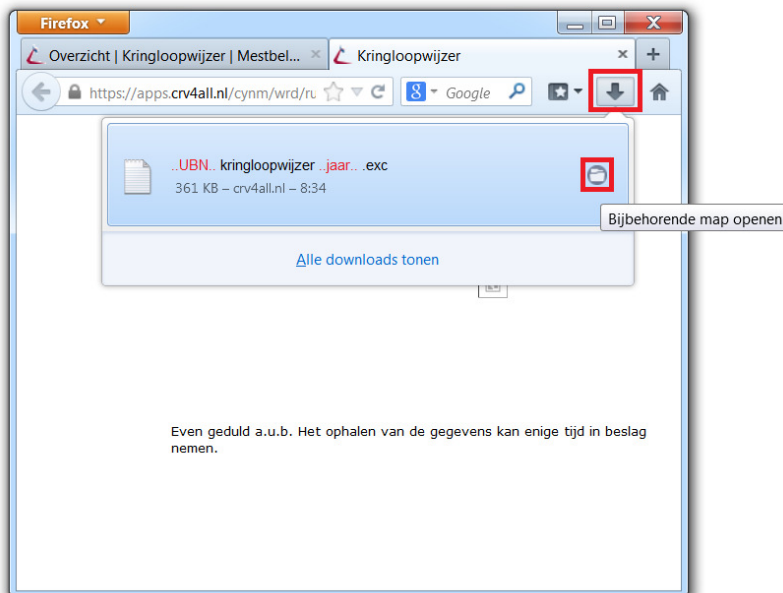 Firefox
Overzicht | Kringloopwijzer | Mestbel...
Kringloopwijzer
https://apps.crv4all.nl/cynm/wrd/ru
8
Google
..UBN.. kringloopwijzer ..jaar.. .exc
361 KB – crv4all.nl – 8:34
Bijbehorende map openen
Alle downloads tonen
Even geduld a.u.b. Het ophalen van de gegevens kan enige tijd in beslag
nemen.